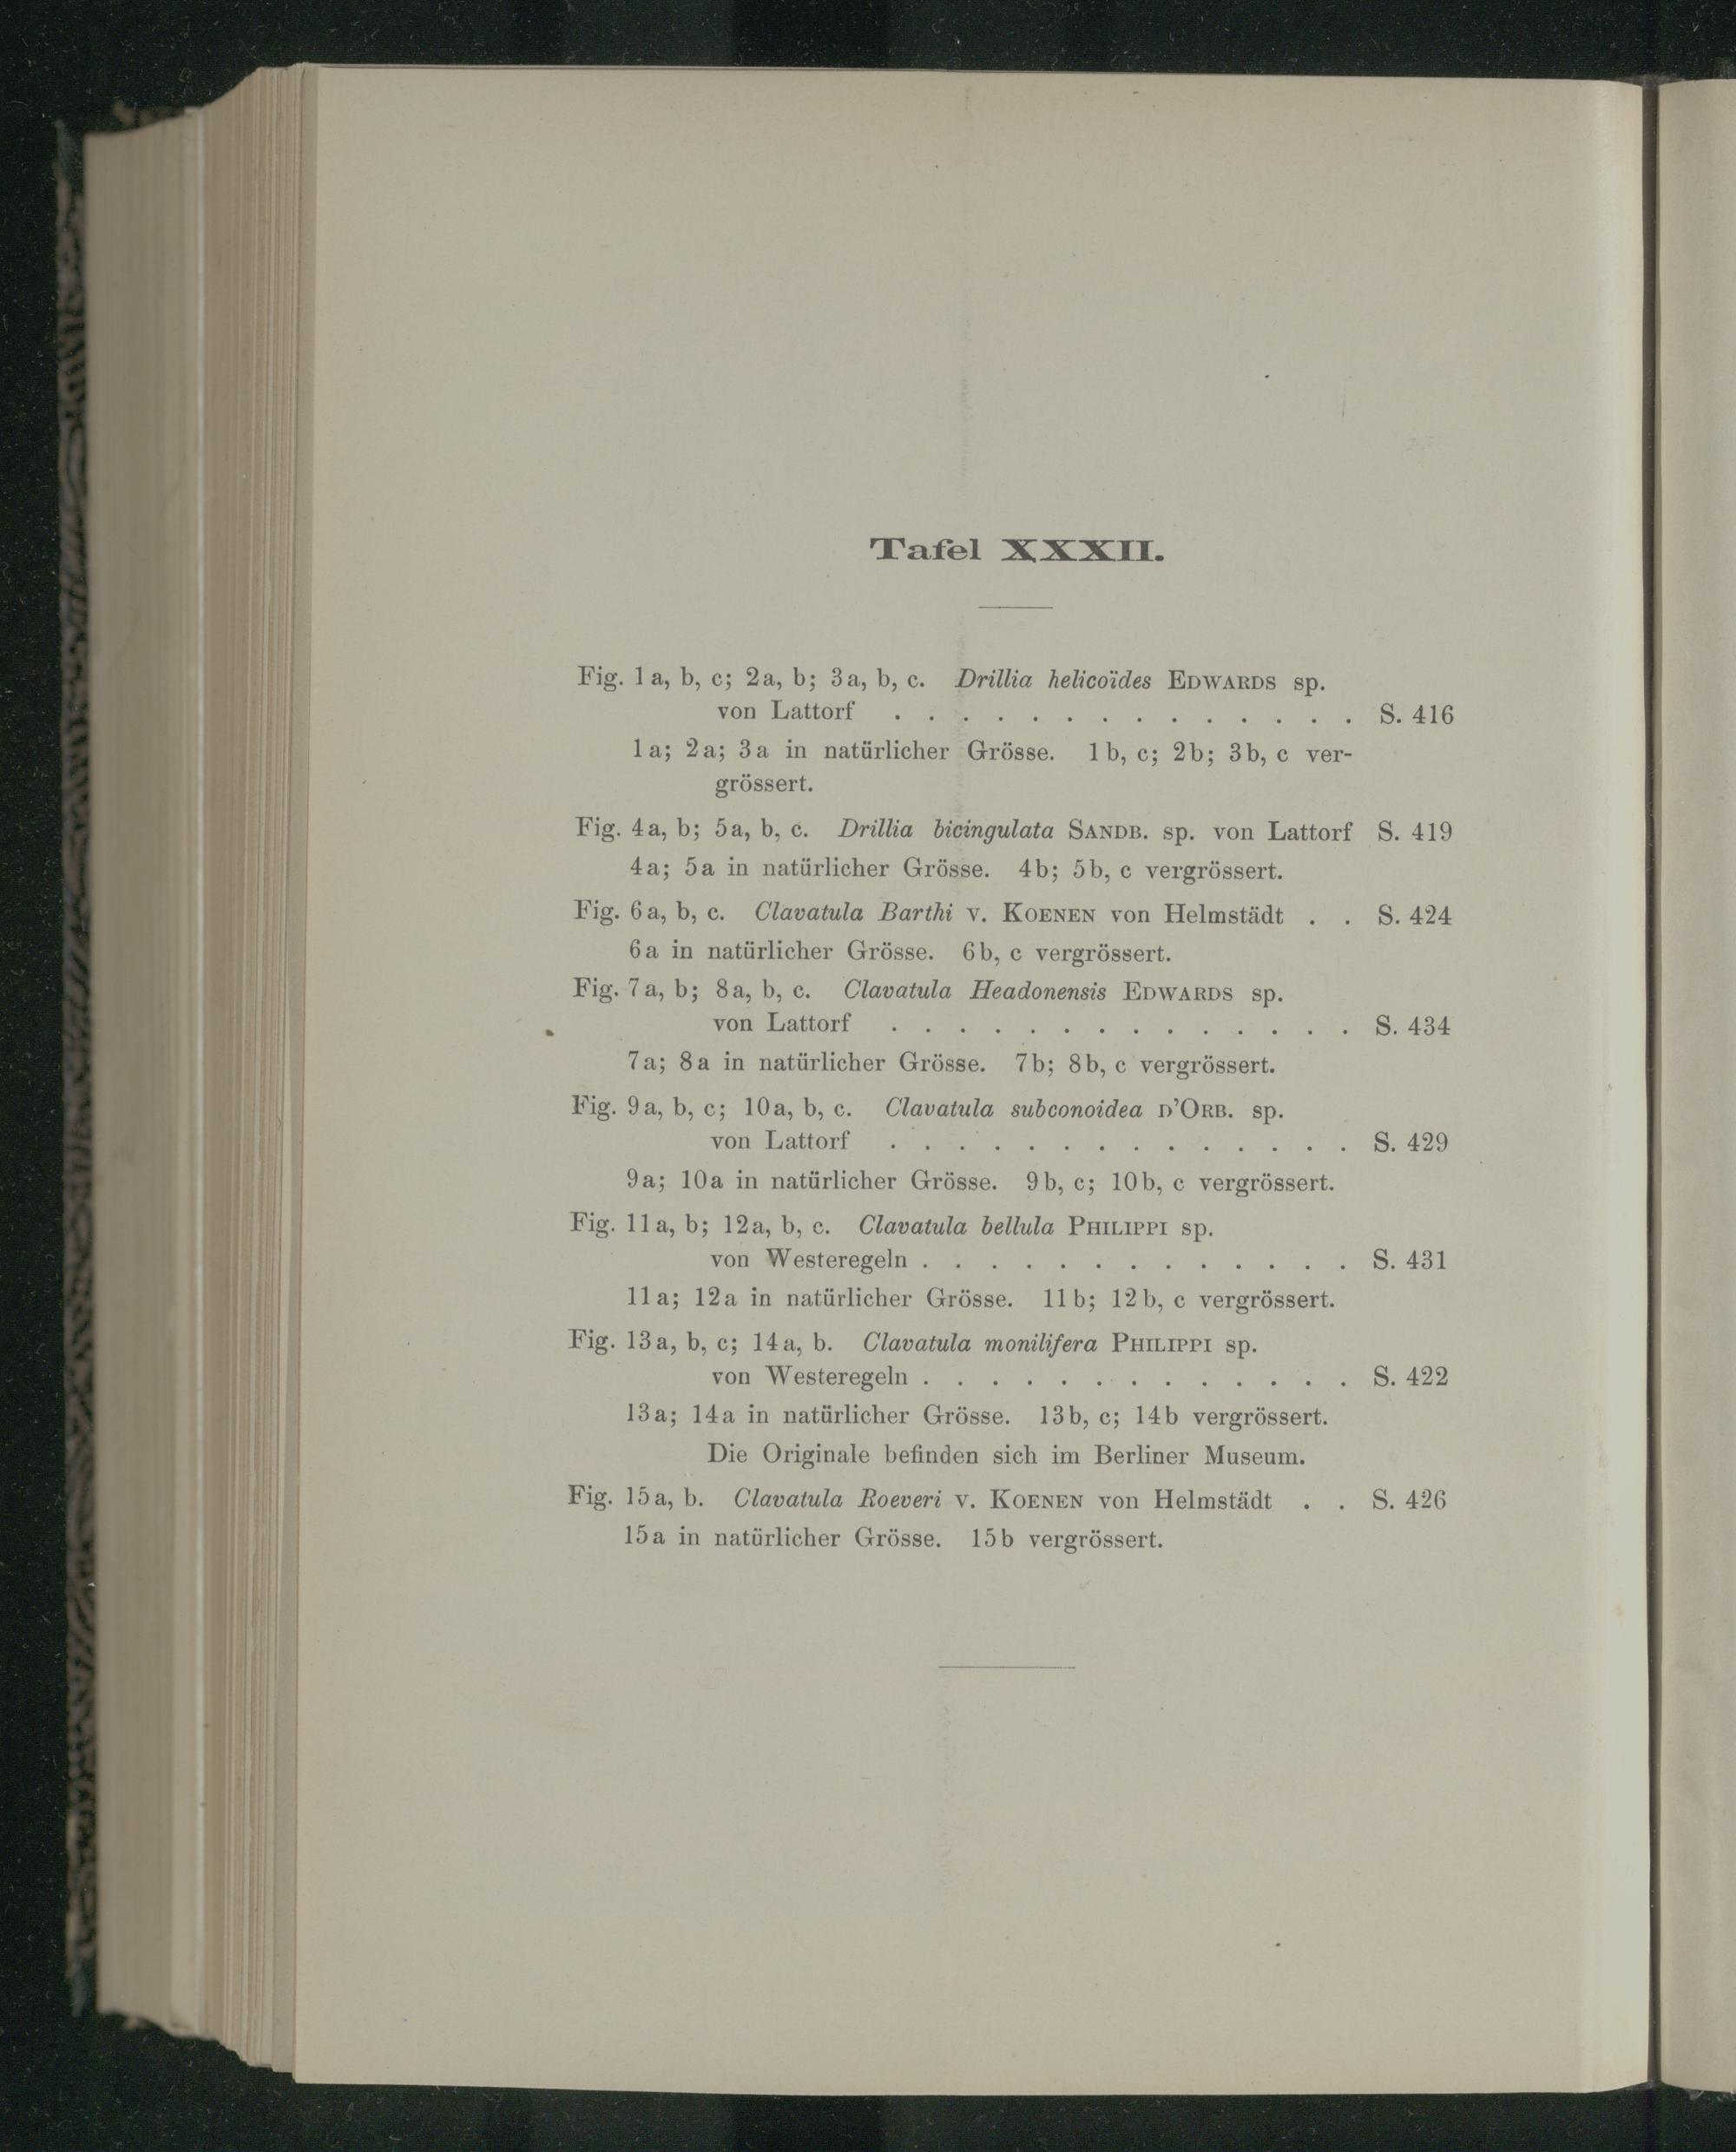 Tafel XXXII.
Fig. 1a, b, c; 2a, b; 3a, b, c. Drillia helicoïdes EDWARDS sp.
von Lattorf . . . . . . . . . . . . . . S. 416
1a; 2a; 3a in natürlicher Grösse. 1b, c; 2b; 3b, c ver-
grössert.
Fig. 4a, b; 5a, b, c. Drillia bicingulata SANDB. sp. von Lattorf S. 419
4a; 5a in natürlicher Grösse. 4b; 5b, c vergrössert.
Fig. 6a, b, c. Clavatula Barthi v. KOENEN von Helmstädt . . S. 424
6a in natürlicher Grösse. 6b, c vergrössert.
Fig. 7a, b; 8a, b, c. Clavatula Headonensis EDWARDS sp.
von Lattorf . . . . . . . . . . . . . . S. 434
7a; 8a in natürlicher Grösse. 7b; 8b, c vergrössert.
Fig. 9a, b, c; 10a, b, c. Clavatula subconoidea D'ORB. sp.
von Lattorf . . . . . . . . . . . . . . S. 429
9a; 10a in natürlicher Grösse. 9b, c; 10b, c vergrössert.
Fig. 11a, b; 12a, b, c. Clavatula bellula PHILIPPI sp.
von Westeregeln . . . . . . . . . . . . . S. 431
11a; 12a in natürlicher Grösse. 11b; 12b, c vergrössert.
Fig. 13a, b, c; 14a, b. Clavatula monilifera PHILIPPI sp.
von Westeregeln . . . . . . . . . . . . . S. 422
13a; 14a in natürlicher Grösse. 13b, c; 14b vergrössert.
Die Originale befinden sich im Berliner Museum.
Fig. 15a, b. Clavatula Roeveri v. KOENEN von Helmstädt . . S. 426
15a in natürlicher Grösse. 15b vergrössert.